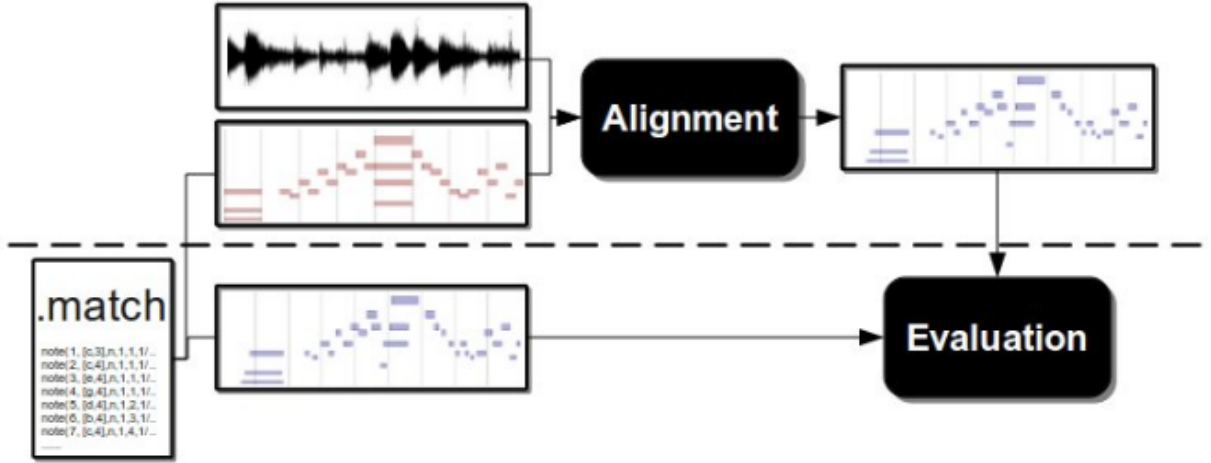 Alignment
.match
note(1, [c,3],n,1,1,1/...
note(2, [c,4],n,1,1,1/...
note(3, [e,4],n,1,1,1/...
note(4, [g,4],n,1,1,1/...
note(5, [d,4],n,1,2,1/...
note(6, [b,4],n,1,3,1/...
note(7, [c,4],n,1,4,1/...
......
Evaluation